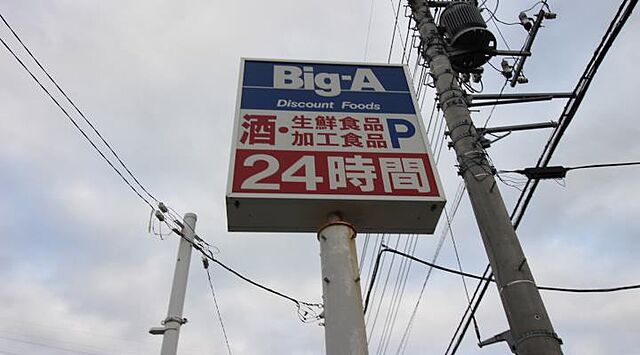 Big-A
Discount Foods
酒・生鮮食品
加工食品 P
24時間